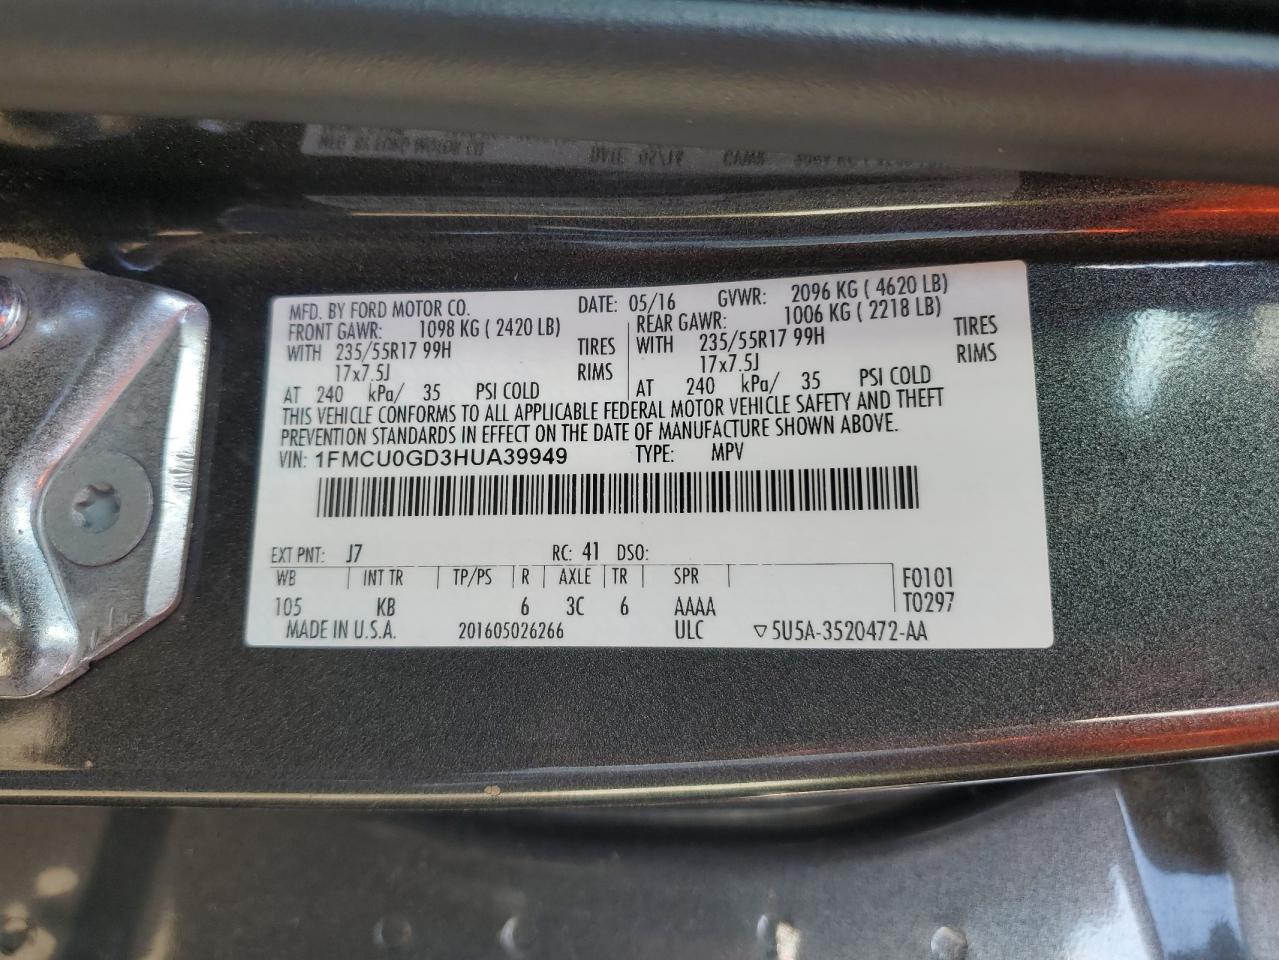 MFD. BY FORD MOTOR CO. DATE: 05/16 GVWR: 2096 KG ( 4620 LB)
FRONT GAWR: 1098 KG ( 2420 LB) REAR GAWR: 1006 KG ( 2218 LB)
WITH 235/55R17 99H TIRES WITH 235/55R17 99H TIRES
17x7.5J RIMS 17x7.5J RIMS
AT 240 kPa/ 35 PSI COLD AT 240 kPa/ 35 PSI COLD
THIS VEHICLE CONFORMS TO ALL APPLICABLE FEDERAL MOTOR VEHICLE SAFETY AND THEFT
PREVENTION STANDARDS IN EFFECT ON THE DATE OF MANUFACTURE SHOWN ABOVE.
VIN: 1FMCU0GD3HUA39949 TYPE: MPV
EXT PNT: J7 RC: 41 DSO:
WB INT TR TP/PS R AXLE TR SPR F0101
105 KB 6 3C 6 AAAA T0297
MADE IN U.S.A. 201605026266 ULC ▽5U5A-3520472-AA